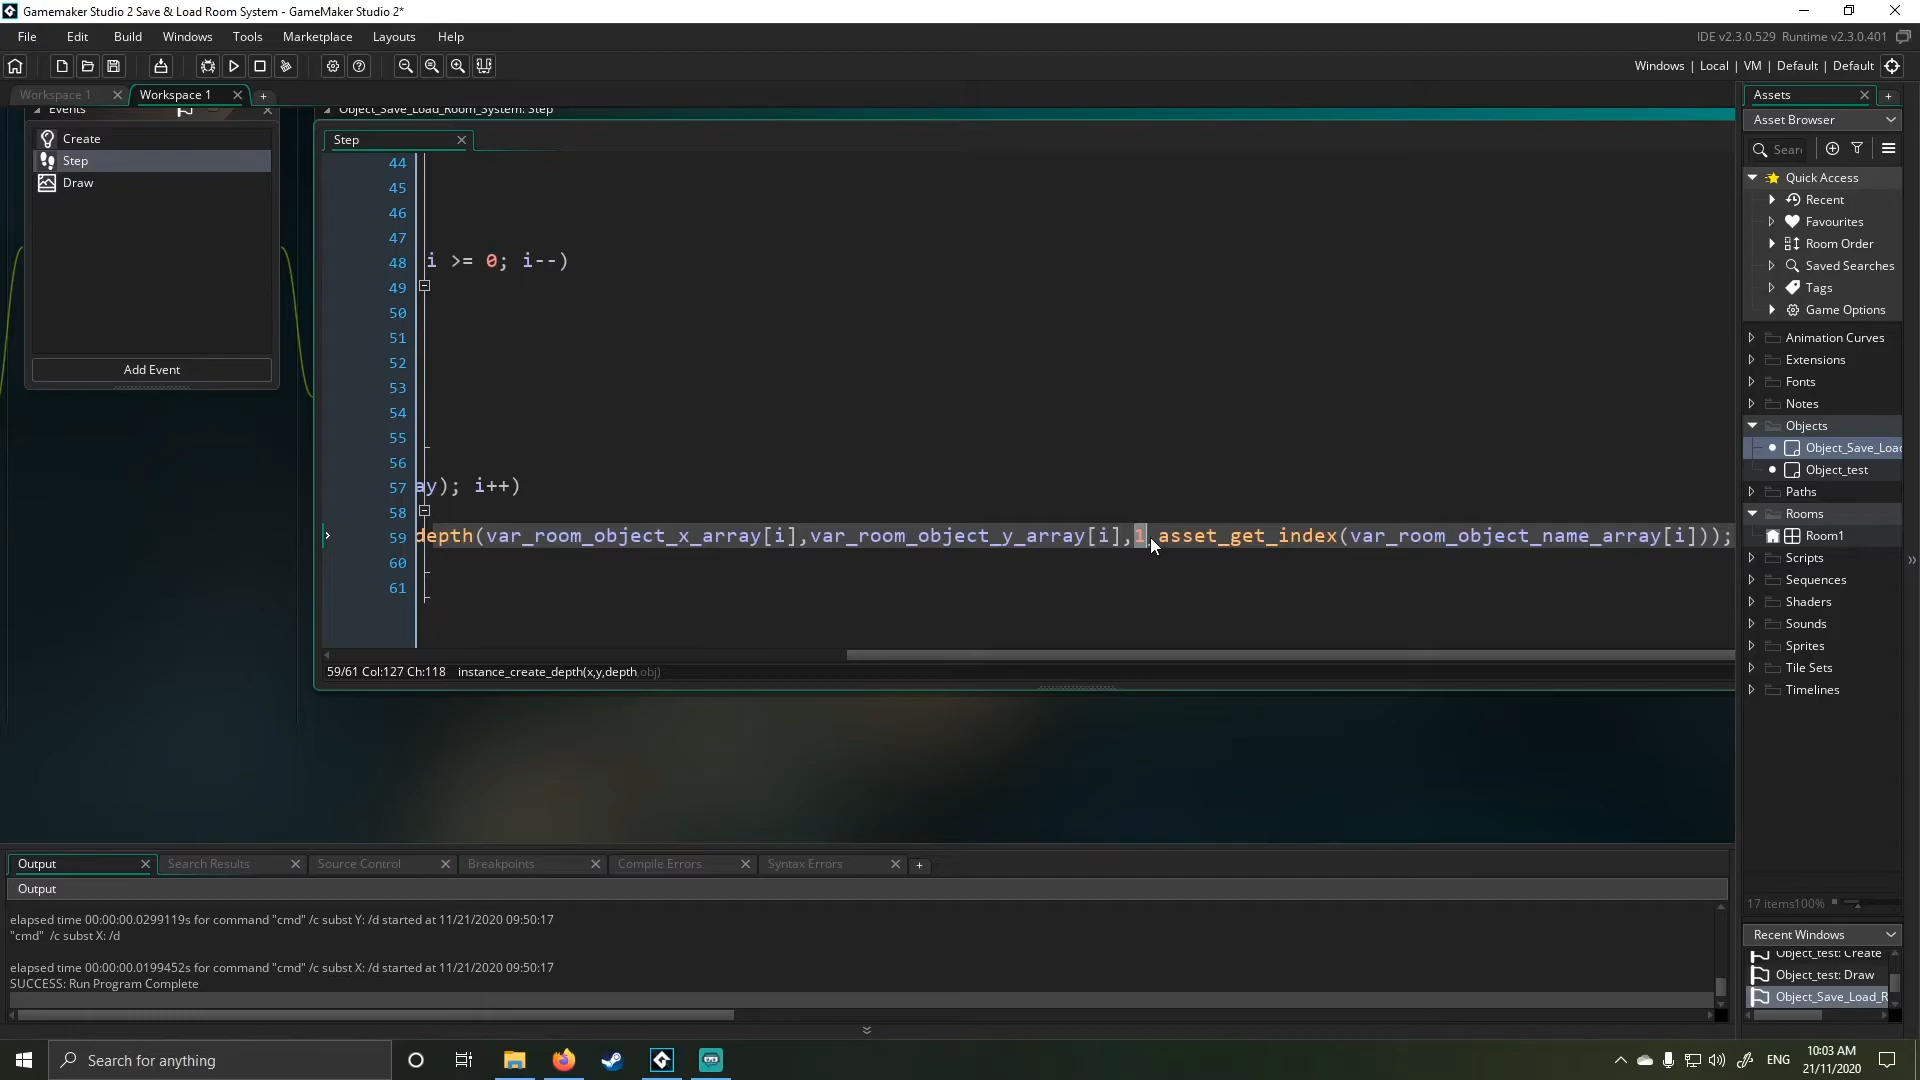 Gamemaker Studio 2 Save & Load Room System - GameMaker Studio 2*
File Edit Build Windows Tools Marketplace Layouts Help
IDE v2.3.0.529 Runtime v2.3.0.401
Windows | Local | VM | Default | Default
Workspace 1
Workspace 1
Events
Create
Step
Draw
Add Event
Object_Save_Load_Room_System: Step
Step
44
45
46
47
48 i >= 0; i--)
49
50
51
52
53
54
55
56
57 ay); i++)
58
59 depth(var_room_object_x_array[i],var_room_object_y_array[i],1,asset_get_index(var_room_object_name_array[i]));
60
61
59/61 Col:127 Ch:118 instance_create_depth(x,y,depth,obj)
Assets
Asset Browser
Sear
Quick Access
Recent
Favourites
Room Order
Saved Searches
Tags
Game Options
Animation Curves
Extensions
Fonts
Notes
Objects
Object_Save_Load
Object_test
Paths
Rooms
Room1
Scripts
Sequences
Shaders
Sounds
Sprites
Tile Sets
Timelines
17 items 100%
Recent Windows
Object_test: Create
Object_test: Draw
Object_Save_Load_R
Output Search Results Source Control Breakpoints Compile Errors Syntax Errors
Output
elapsed time 00:00:00.0299119s for command "cmd" /c subst Y: /d started at 11/21/2020 09:50:17
"cmd" /c subst X: /d
elapsed time 00:00:00.0199452s for command "cmd" /c subst X: /d started at 11/21/2020 09:50:17
SUCCESS: Run Program Complete
Search for anything
ENG
10:03 AM
21/11/2020